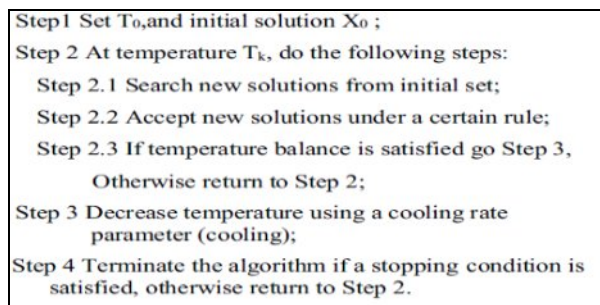 Step1 Set T₀,and initial solution X₀ ;
Step 2 At temperature Tₖ, do the following steps:
Step 2.1 Search new solutions from initial set;
Step 2.2 Accept new solutions under a certain rule;
Step 2.3 If temperature balance is satisfied go Step 3,
Otherwise return to Step 2;
Step 3 Decrease temperature using a cooling rate
parameter (cooling);
Step 4 Terminate the algorithm if a stopping condition is
satisfied, otherwise return to Step 2.